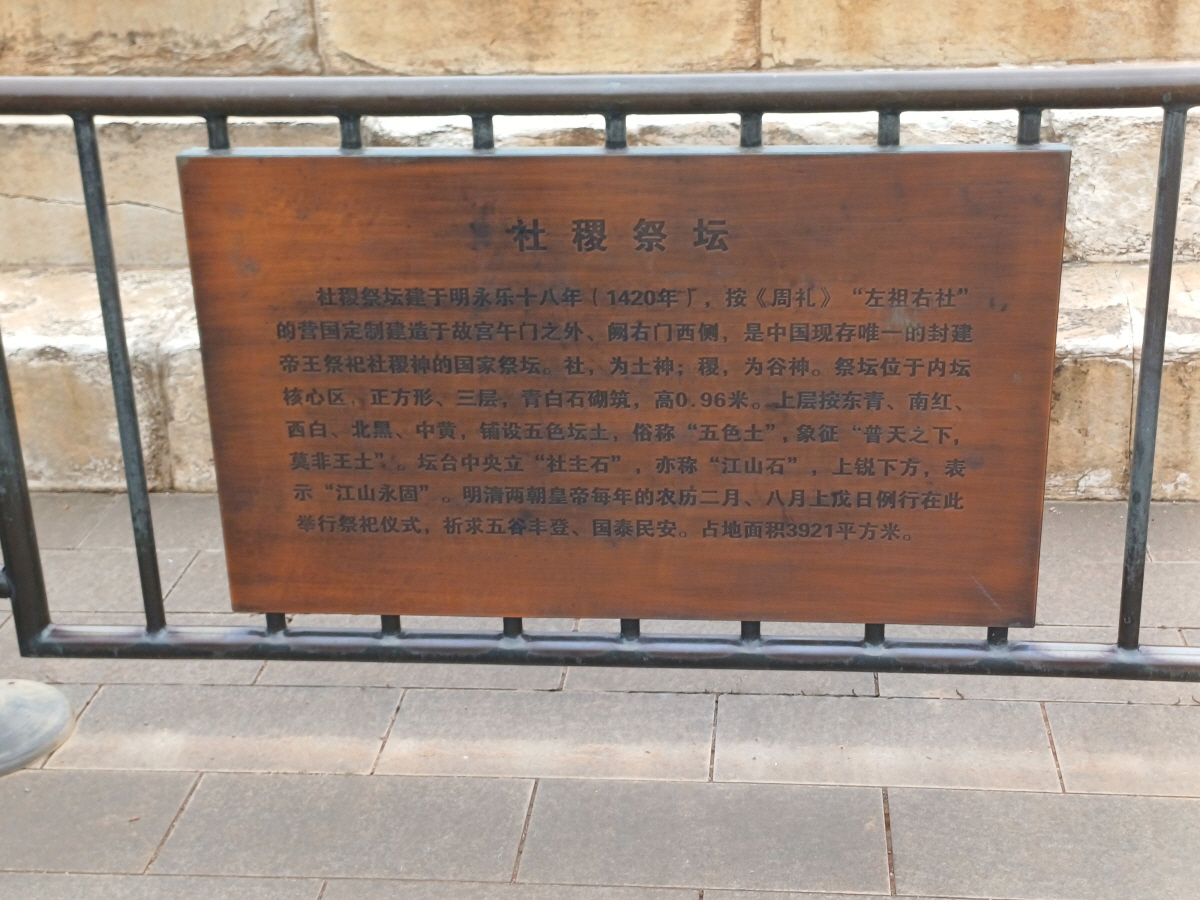 社稷祭坛
社稷祭坛建于明永乐十八年（1420年），按《周礼》“左祖右社”
的营国定制建造于故宫午门之外、阙右门西侧，是中国现存唯一的封建
帝王祭祀社稷神的国家祭坛。社，为土神；稷，为谷神。祭坛位于内坛
核心区，正方形、三层，青白石砌筑，高0.96米。上层按东青、南红、
西白、北黑、中黄，铺设五色坛土，俗称“五色土”，象征“普天之下，
莫非王土”。坛台中央立“社主石”，亦称“江山石”，上锐下方，表
示“江山永固”。明清两朝皇帝每年的农历二月、八月上戊日例行在此
举行祭祀仪式，祈求五谷丰登、国泰民安。占地面积3921平方米。